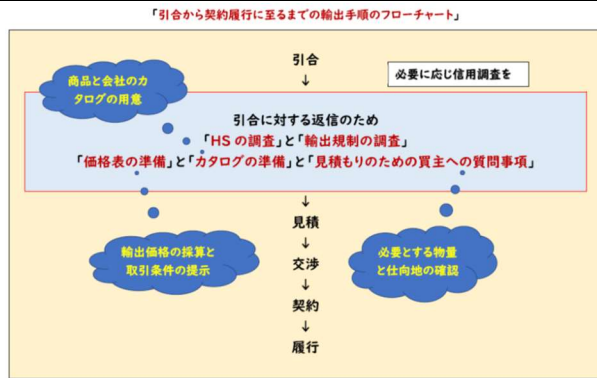 「引合から契約履行に至るまでの輸出手順のフローチャート」
引合
↓
必要に応じ信用調査を
商品と会社のカ
タログの用意
引合に対する返信のため
「HSの調査」と「輸出規制の調査」
「価格表の準備」と「カタログの準備」と「見積もりのための買主への質問事項」
↓
見積
↓
交渉
↓
契約
↓
履行
輸出価格の採算と
取引条件の提示
必要とする物量
と仕向地の確認